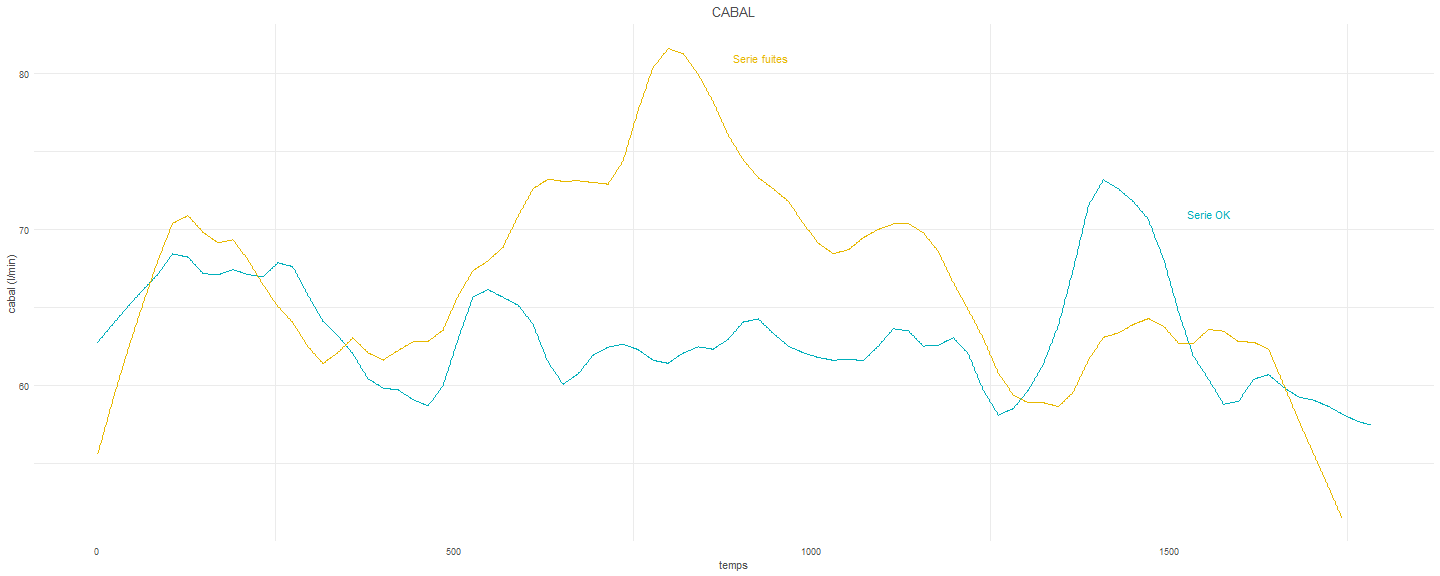 CABAL
Serie fuites
80
Serie OK
70
cabal (l/min)
60
0 500 1000 1500
temps